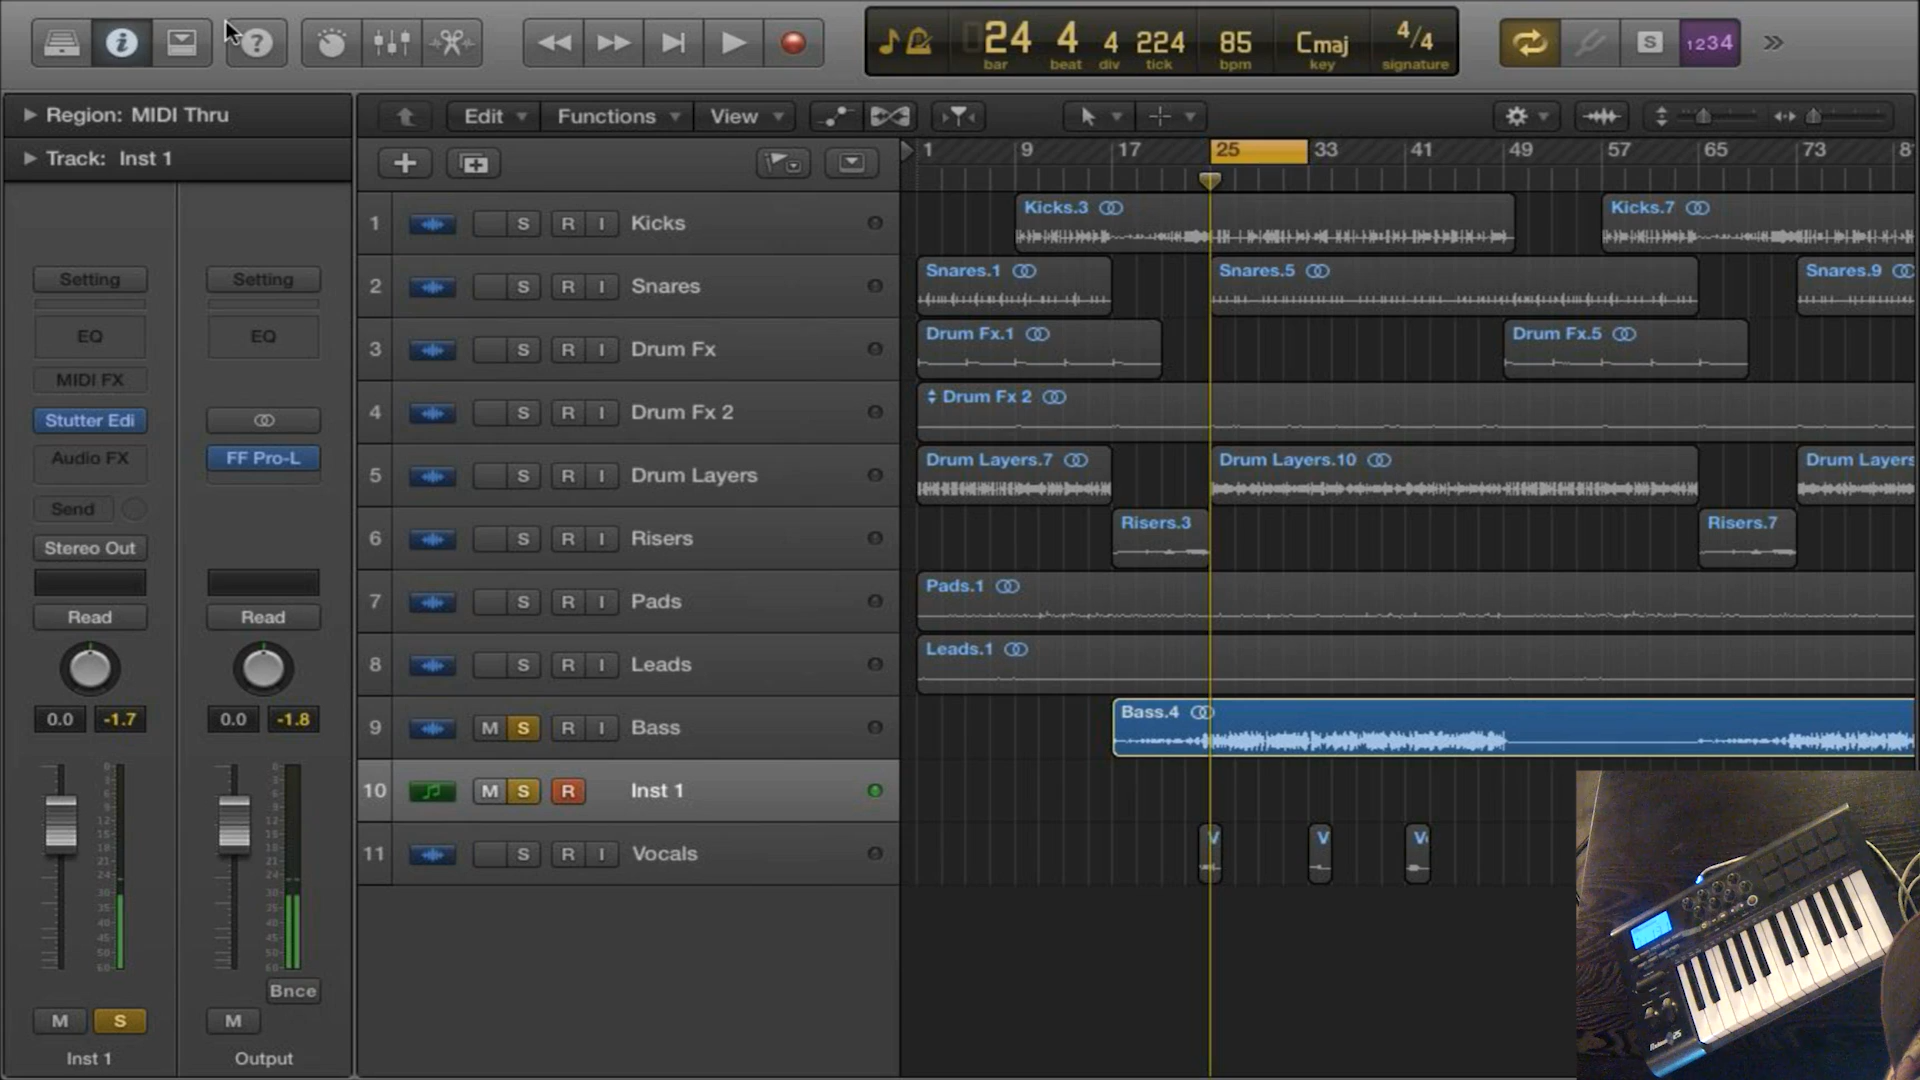 24 4 4 224 85 Cmaj 4/4
bar beat div tick bpm key signature
S 1234
Region: MIDI Thru
Edit Functions View
Track: Inst 1
1 9 17 25 33 41 49 57 65 73
1 S R I Kicks
Kicks.3 Kicks.7
2 S R I Snares
Snares.1 Snares.5 Snares.9
3 S R I Drum Fx
Drum Fx.1 Drum Fx.5
4 S R I Drum Fx 2
Drum Fx 2
5 S R I Drum Layers
Drum Layers.7 Drum Layers.10 Drum Layers
6 S R I Risers
Risers.3 Risers.7
7 S R I Pads
Pads.1
8 S R I Leads
Leads.1
9 M S R I Bass
Bass.4
10 M S R Inst 1
11 S R I Vocals
V V V
Setting Setting
EQ EQ
MIDI FX
Stutter Edi
Audio FX FF Pro-L
Send
Stereo Out
Read Read
0.0 -1.7 0.0 -1.8
Bnce
M S M
Inst 1 Output